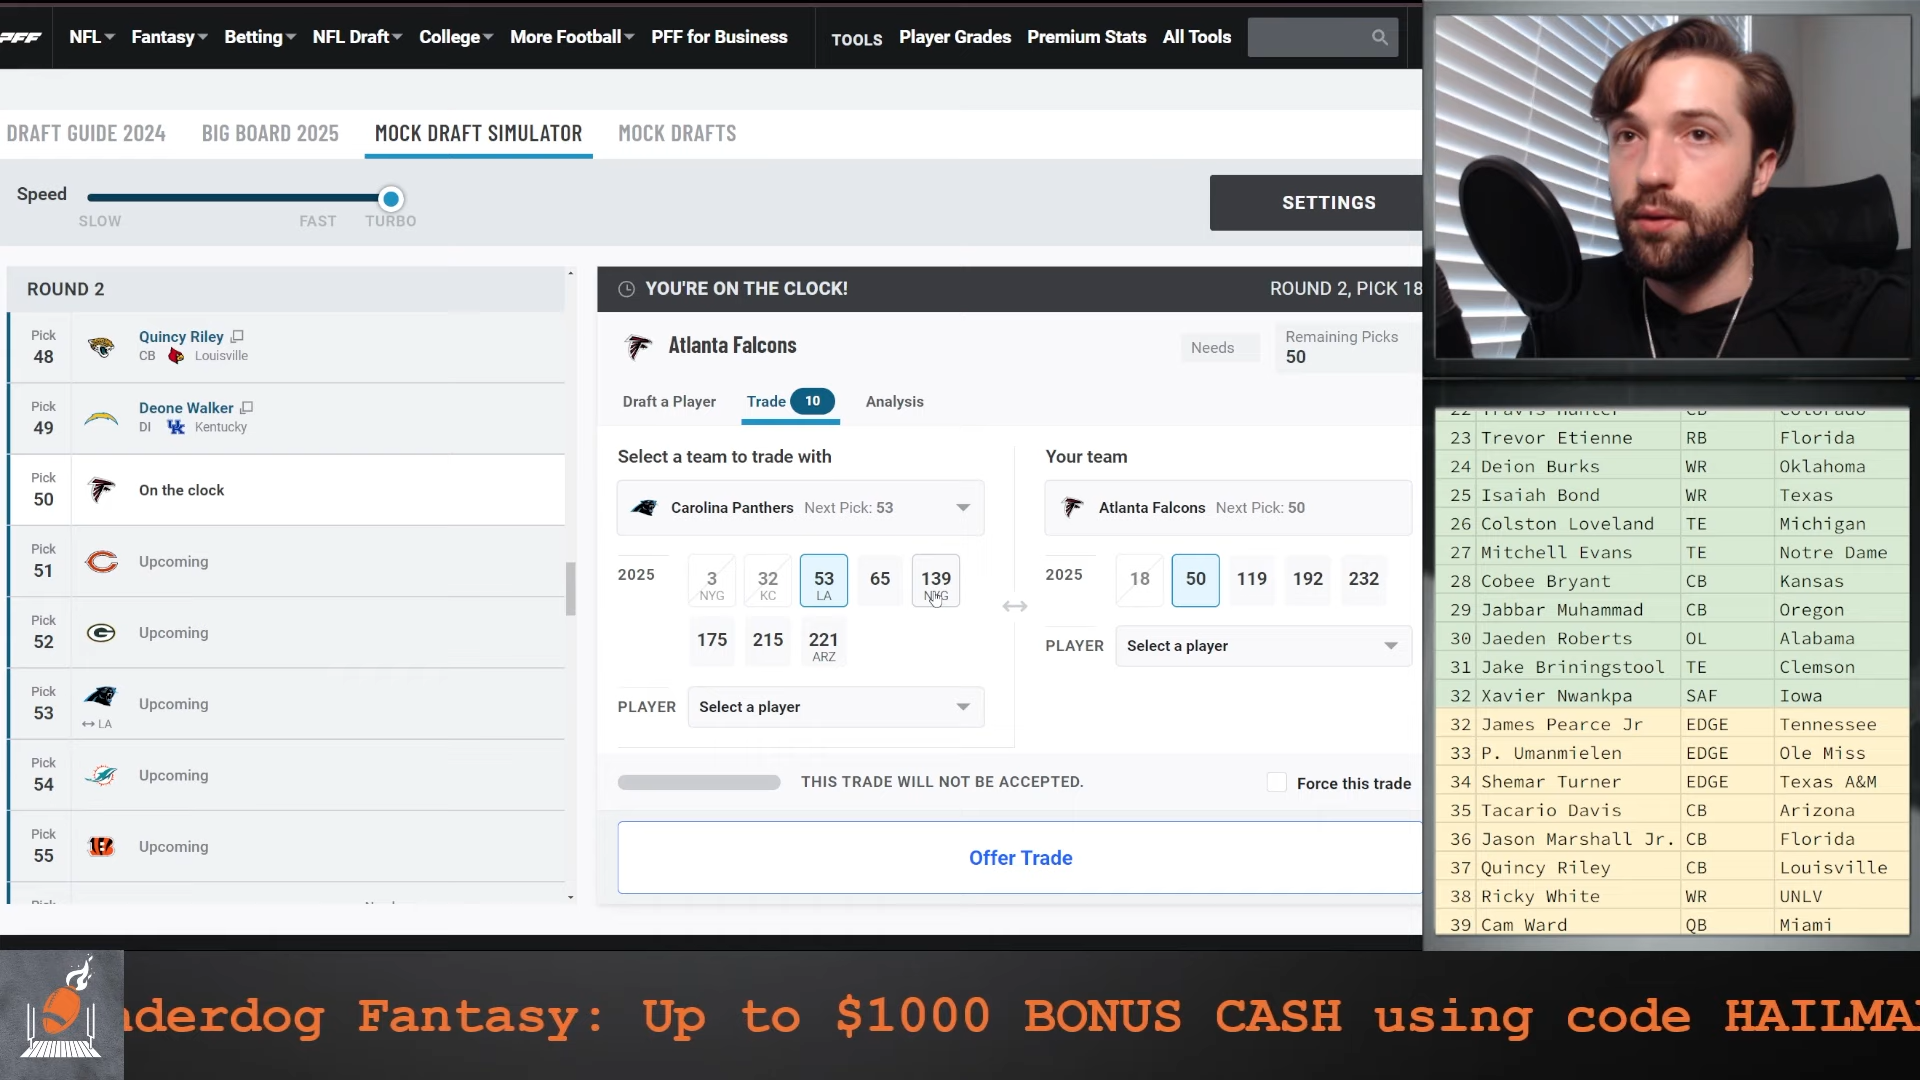 PFF
NFL
Fantasy
Betting
NFL Draft
College
More Football
PFF for Business
TOOLS
Player Grades
Premium Stats
All Tools
DRAFT GUIDE 2024
BIG BOARD 2025
MOCK DRAFT SIMULATOR
MOCK DRAFTS
Speed
SLOW
FAST
TURBO
SETTINGS
ROUND 2
Pick
48
Quincy Riley
CB Louisville
Pick
49
Deone Walker
DI Kentucky
Pick
50
On the clock
Pick
51
Upcoming
Pick
52
Upcoming
Pick
53
LA
Upcoming
Pick
54
Upcoming
Pick
55
Upcoming
YOU'RE ON THE CLOCK!
ROUND 2, PICK 18
Atlanta Falcons
Needs
Remaining Picks
50
Draft a Player
Trade 10
Analysis
Select a team to trade with
Carolina Panthers Next Pick: 53
2025
3
NYG
32
KC
53
LA
65
139
175
215
221
ARZ
PLAYER
Select a player
Your team
Atlanta Falcons Next Pick: 50
2025
18
50
119
192
232
PLAYER
Select a player
THIS TRADE WILL NOT BE ACCEPTED.
Force this trade
Offer Trade
23 Trevor Etienne RB Florida
24 Deion Burks WR Oklahoma
25 Isaiah Bond WR Texas
26 Colston Loveland TE Michigan
27 Mitchell Evans TE Notre Dame
28 Cobee Bryant CB Kansas
29 Jabbar Muhammad CB Oregon
30 Jaeden Roberts OL Alabama
31 Jake Briningstool TE Clemson
32 Xavier Nwankpa SAF Iowa
32 James Pearce Jr EDGE Tennessee
33 P. Umanmielen EDGE Ole Miss
34 Shemar Turner EDGE Texas A&M
35 Tacario Davis CB Arizona
36 Jason Marshall Jr. CB Florida
37 Quincy Riley CB Louisville
38 Ricky White WR UNLV
39 Cam Ward QB Miami
nderdog Fantasy: Up to $1000 BONUS CASH using code HAILMA